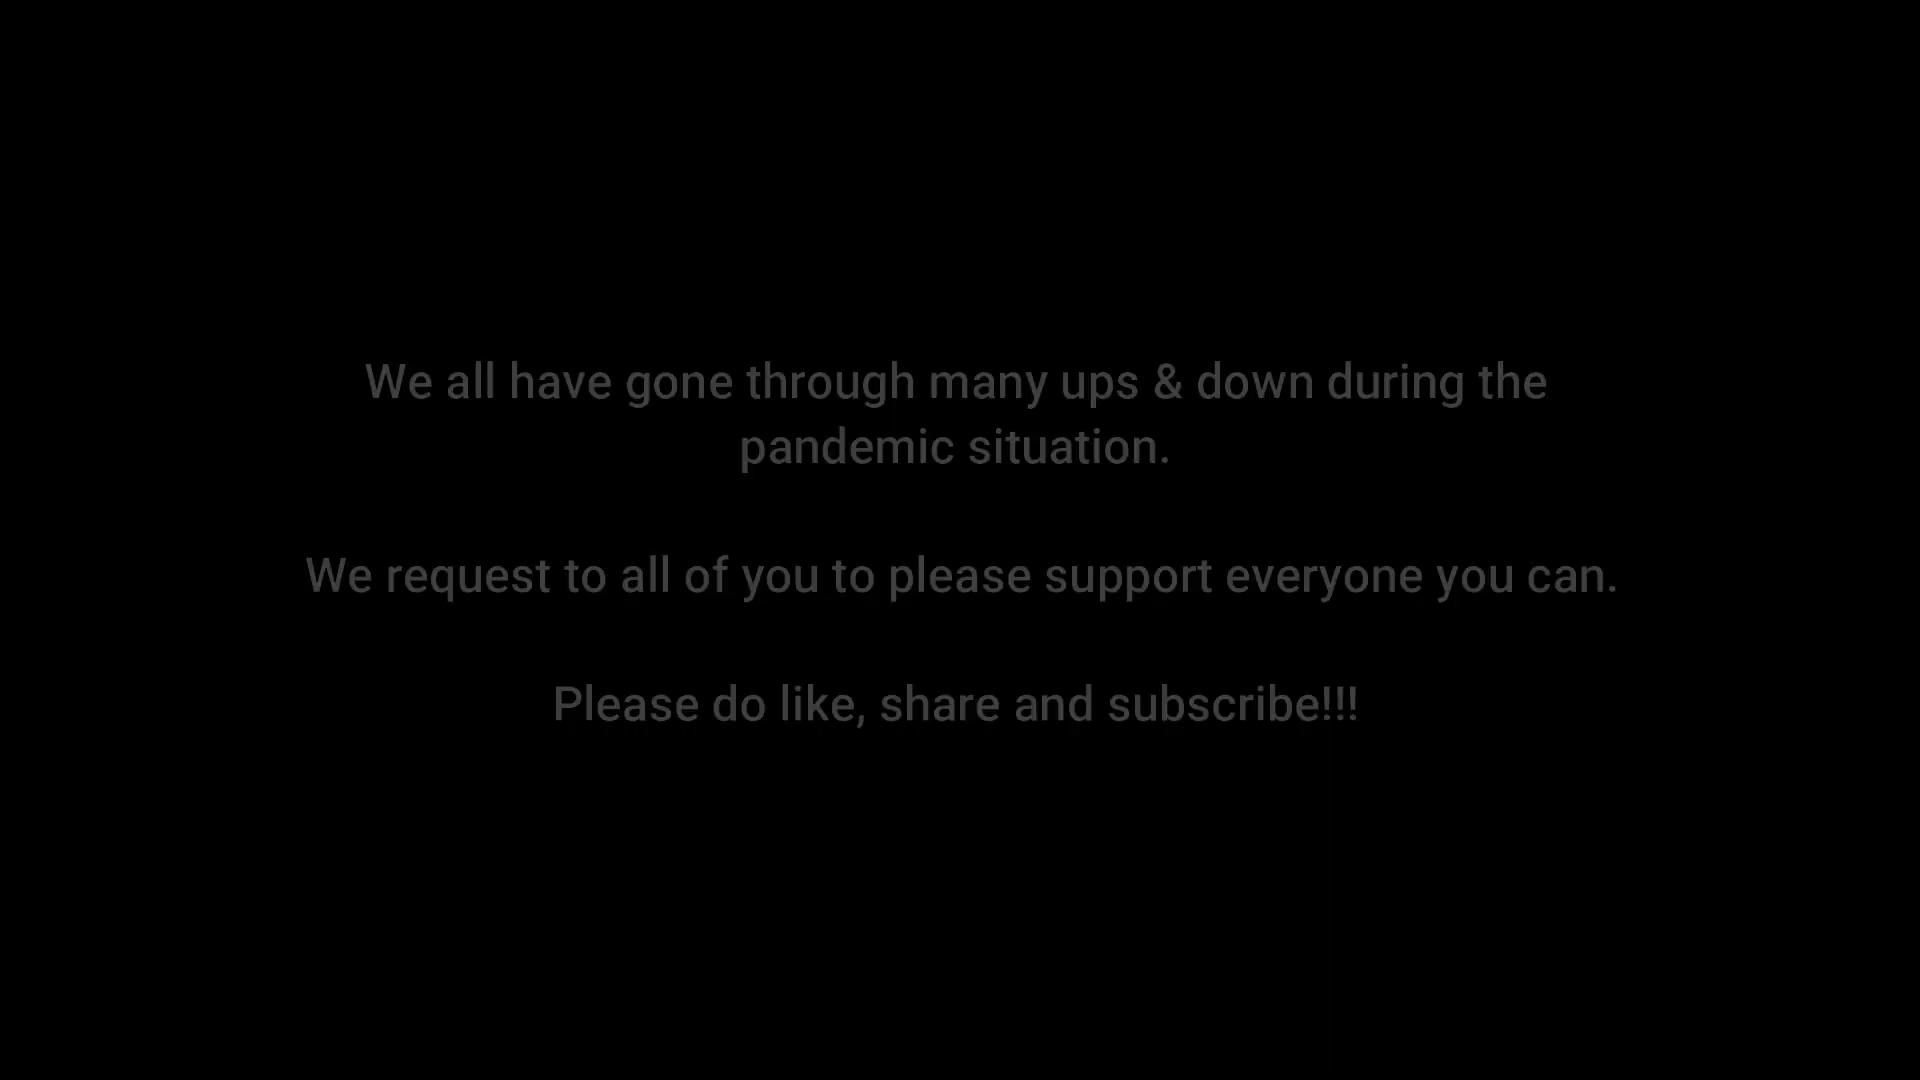 We all have gone through many ups & down during the
pandemic situation.
We request to all of you to please support everyone you can.
Please do like, share and subscribe!!!